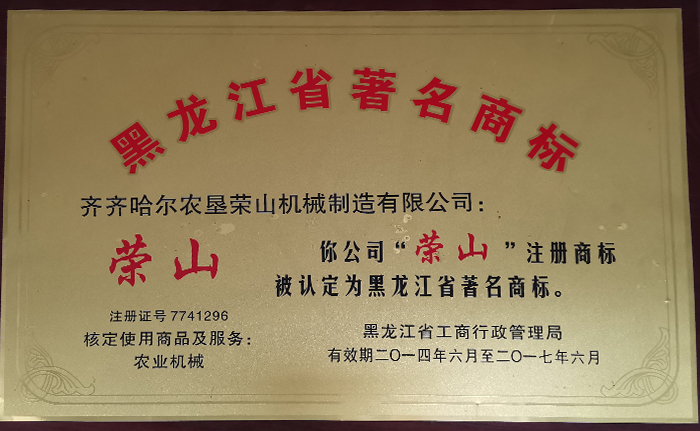 黑龙江省著名商标
齐齐哈尔农垦荣山机械制造有限公司：
荣山
你公司“荣山”注册商标
被认定为黑龙江省著名商标。
注册证号 7741296
核定使用商品及服务：
农业机械
黑龙江省工商行政管理局
有效期二〇一四年六月至二〇一七年六月